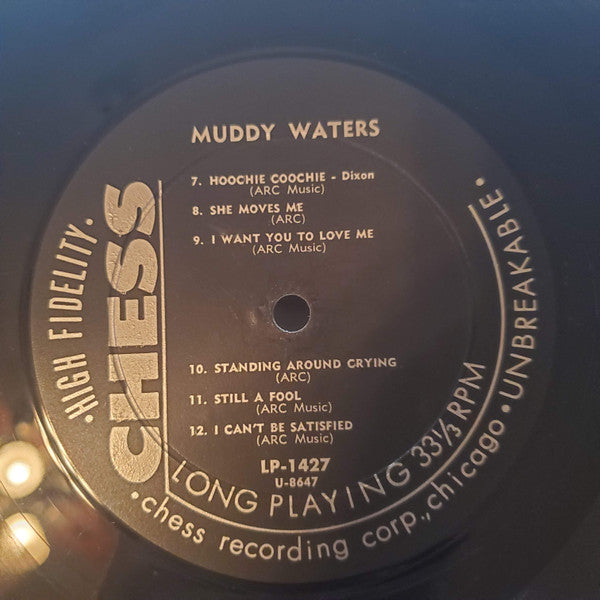 MUDDY WATERS
7. HOOCHIE COOCHIE - Dixon
(ARC Music)
8. SHE MOVES ME
(ARC)
9. I WANT YOU TO LOVE ME
(ARC Music)
10. STANDING AROUND CRYING
(ARC)
11. STILL A FOOL
(ARC Music)
12. I CAN'T BE SATISFIED
(ARC Music)
LP-1427
U-8647
CHESS
• HIGH FIDELITY •
LONG PLAYING 33 1/3 RPM
• chess recording corp., chicago • UNBREAKABLE •